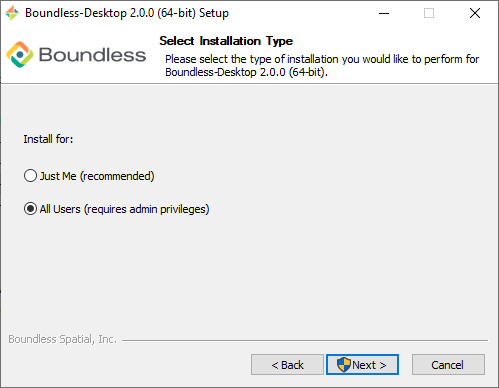 Boundless-Desktop 2.0.0 (64-bit) Setup
Boundless
Select Installation Type
Please select the type of installation you would like to perform for
Boundless-Desktop 2.0.0 (64-bit).
Install for:
Just Me (recommended)
All Users (requires admin privileges)
Boundless Spatial, Inc.
< Back
Next >
Cancel